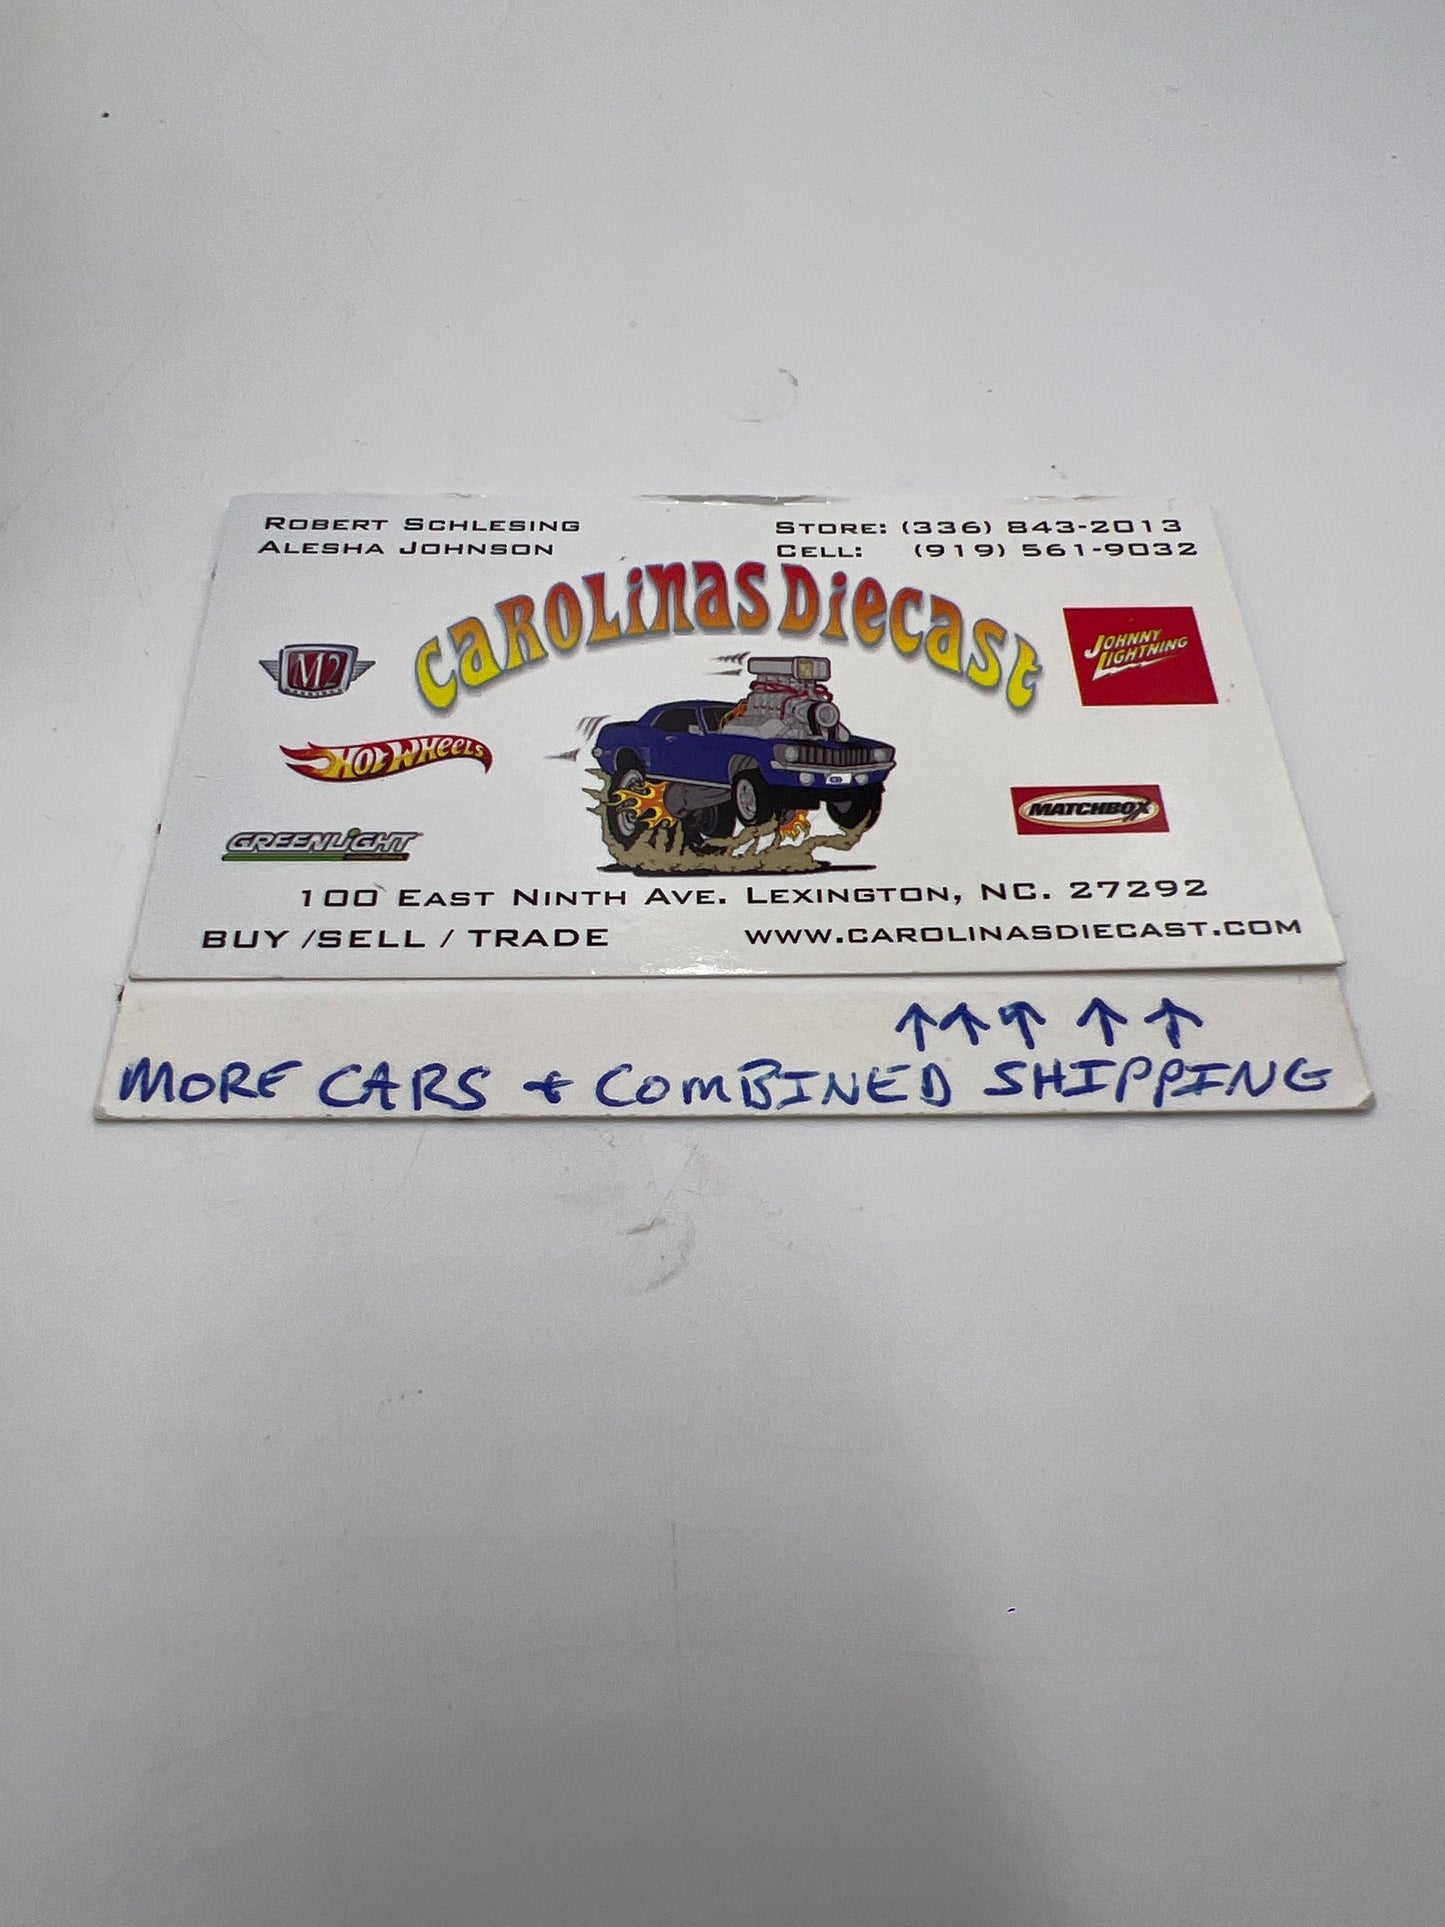 ROBERT SCHLESING
ALESHA JOHNSON
STORE: (336) 843-2013
CELL: (919) 561-9032
CAROLINAS DIECAST
M2
JOHNNY
LIGHTNING
HOT WHEELS
MATCHBOX
GREENLIGHT
100 EAST NINTH AVE. LEXINGTON, NC. 27292
BUY /SELL / TRADE
WWW.CAROLINASDIECAST.COM
↑↑↑ ↑ ↑
MORE CARS + COMBINED SHIPPING